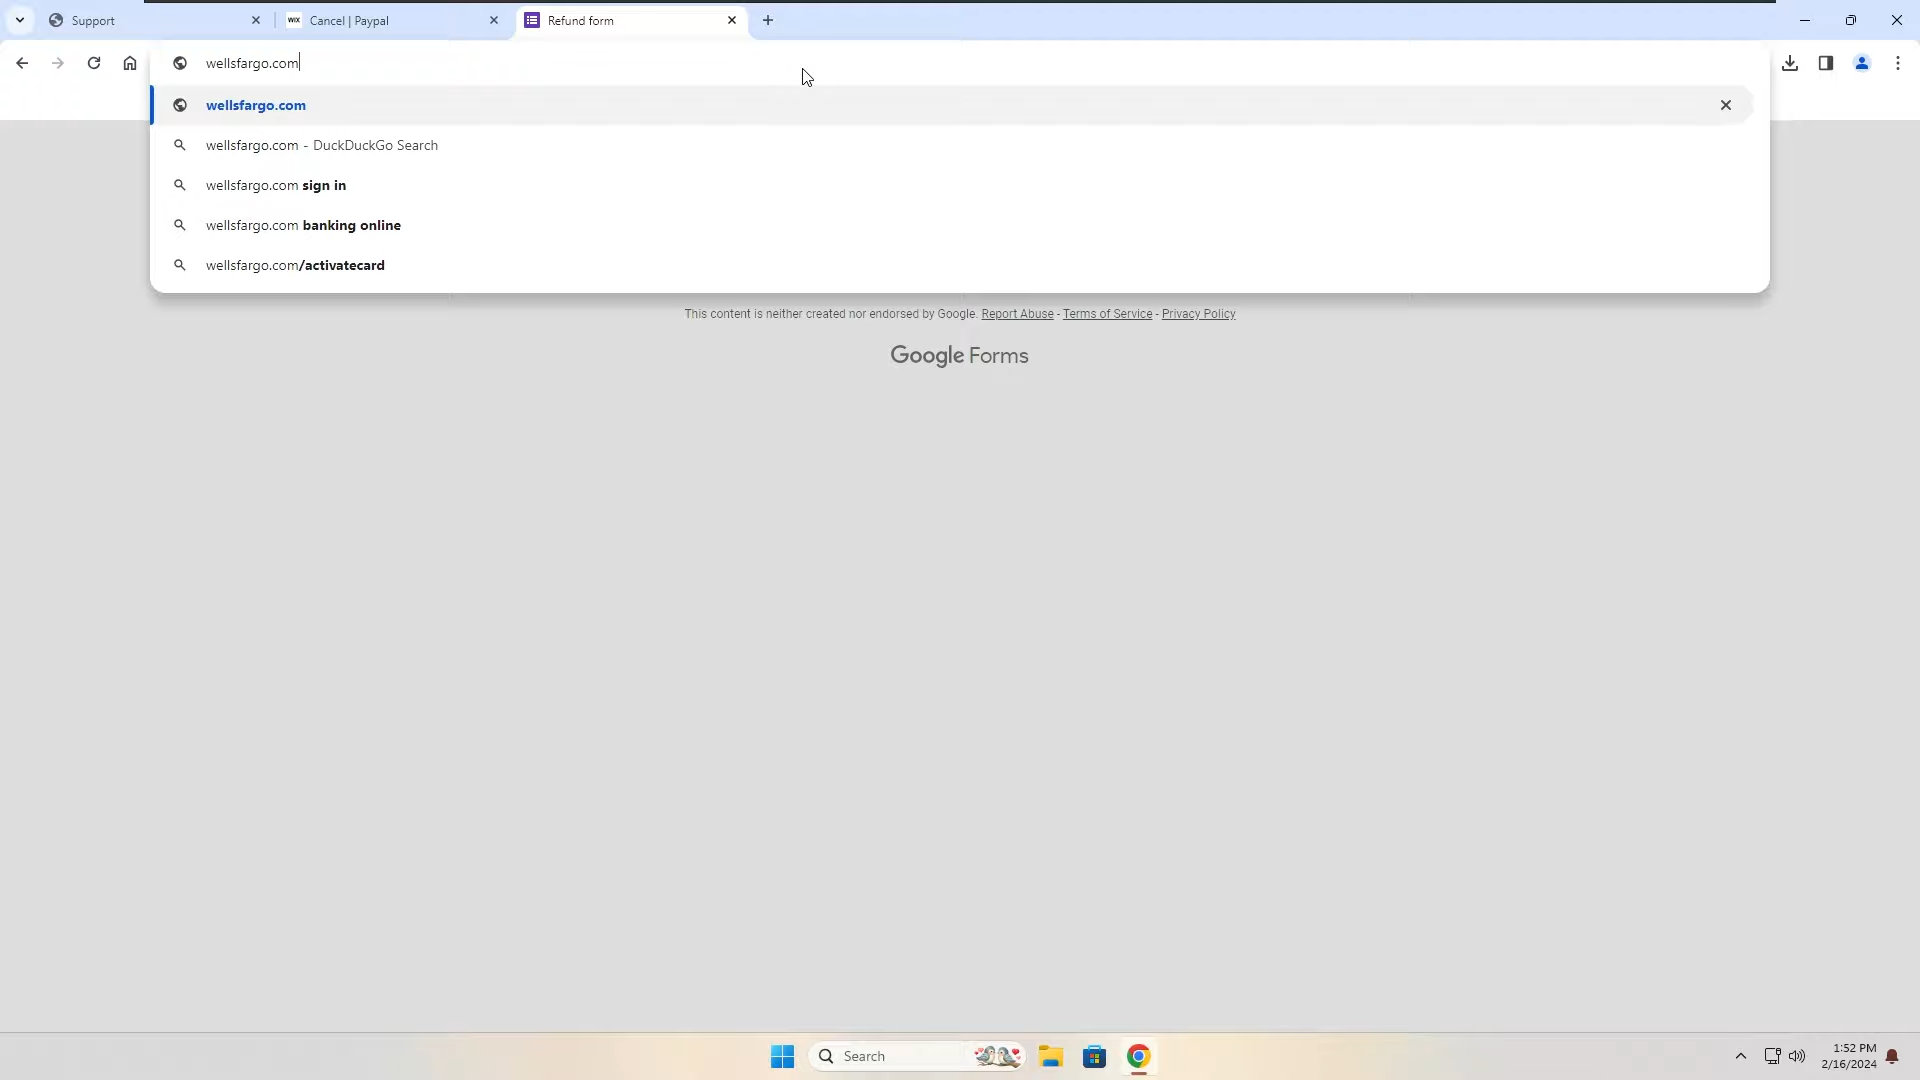 Support
WIX Cancel | Paypal
Refund form
wellsfargo.com
wellsfargo.com
wellsfargo.com - DuckDuckGo Search
wellsfargo.com sign in
wellsfargo.com banking online
wellsfargo.com/activatecard
This content is neither created nor endorsed by Google. Report Abuse - Terms of Service - Privacy Policy
Google Forms
Search
1:52 PM
2/16/2024